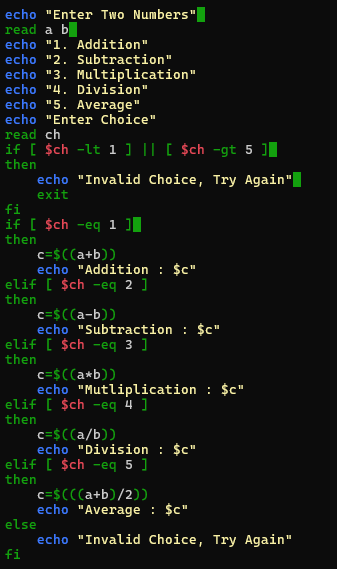 echo "Enter Two Numbers"
read a b
echo "1. Addition"
echo "2. Subtraction"
echo "3. Multiplication"
echo "4. Division"
echo "5. Average"
echo "Enter Choice"
read ch
if [ $ch -lt 1 ] || [ $ch -gt 5 ]
then
    echo "Invalid Choice, Try Again"
    exit
fi
if [ $ch -eq 1 ]
then
    c=$((a+b))
    echo "Addition : $c"
elif [ $ch -eq 2 ]
then
    c=$((a-b))
    echo "Subtraction : $c"
elif [ $ch -eq 3 ]
then
    c=$((a*b))
    echo "Mutliplication : $c"
elif [ $ch -eq 4 ]
then
    c=$((a/b))
    echo "Division : $c"
elif [ $ch -eq 5 ]
then
    c=$(((a+b)/2))
    echo "Average : $c"
else
    echo "Invalid Choice, Try Again"
fi